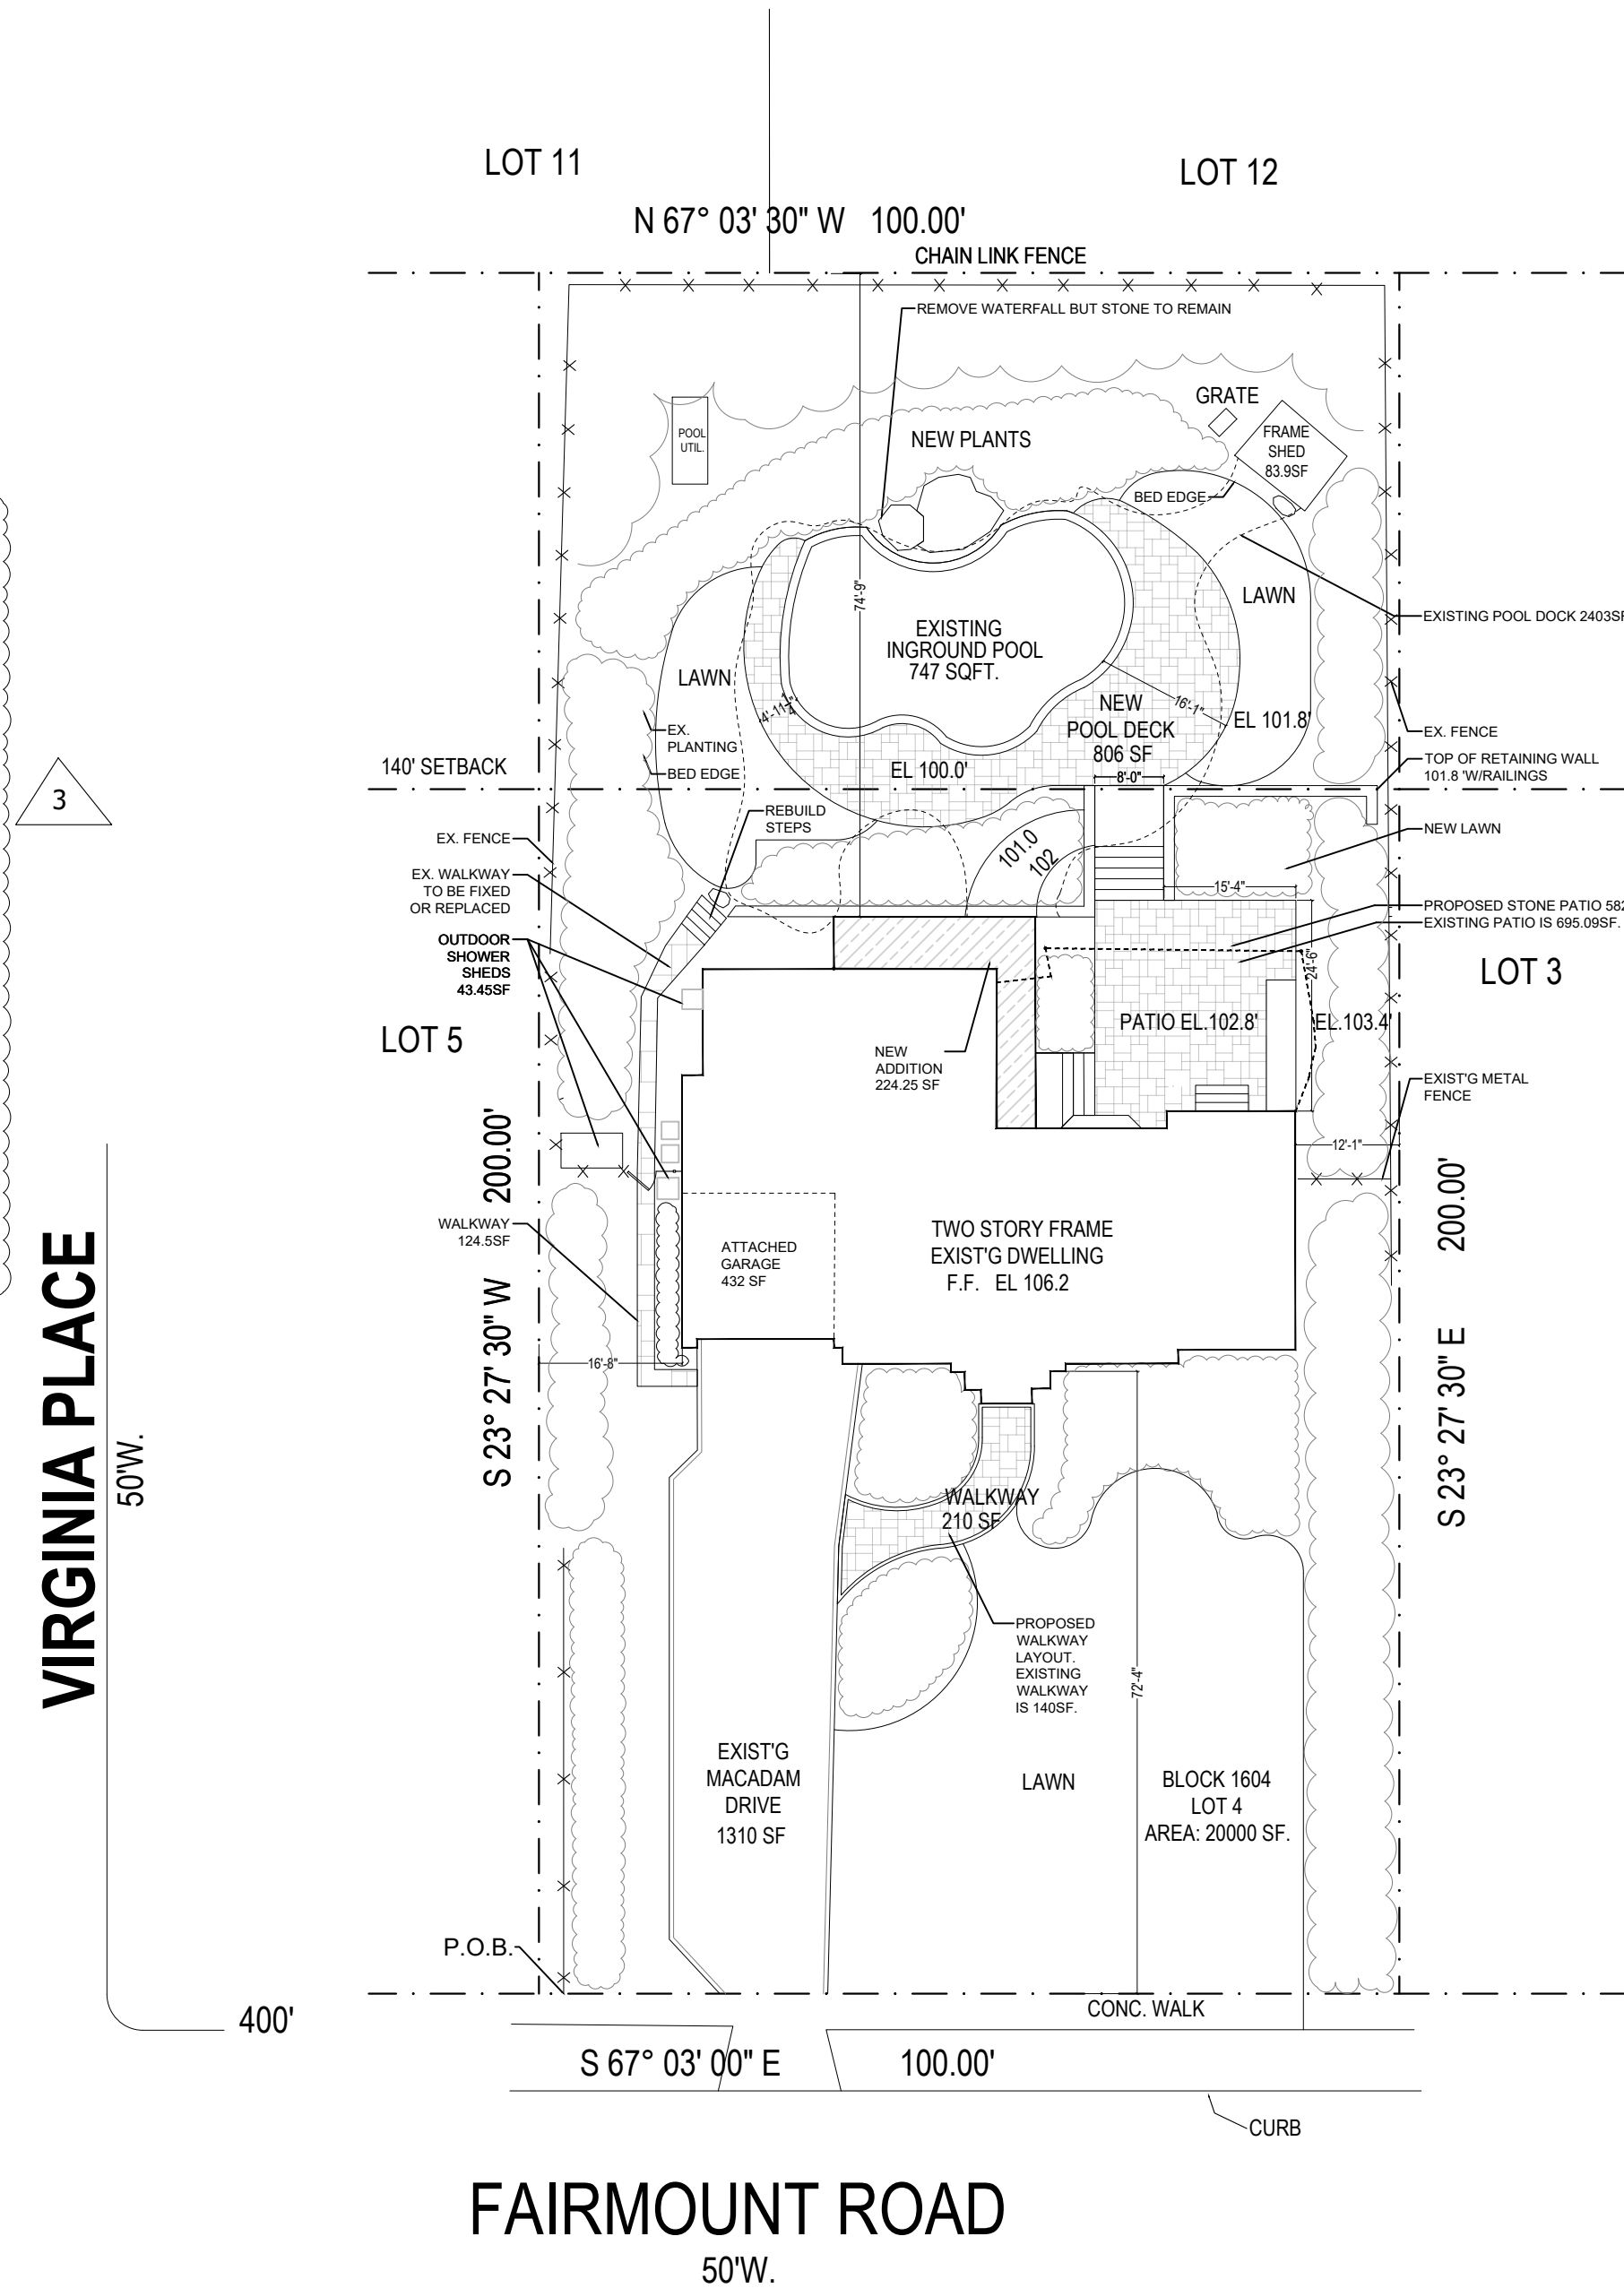 LOT 11
LOT 12
N 67° 03' 30" W 100.00'
CHAIN LINK FENCE
REMOVE WATERFALL BUT STONE TO REMAIN
GRATE
POOL
UTIL.
NEW PLANTS
FRAME
SHED
83.9SF
BED EDGE
74'-9"
LAWN
EXISTING POOL DOCK 2403SF
EXISTING
INGROUND POOL
747 SQFT.
LAWN
4'-11
16'-1"
NEW
POOL DECK
806 SF
EL 101.8'
EX.
PLANTING
EX. FENCE
140' SETBACK
BED EDGE
EL 100.0'
8'-0"
TOP OF RETAINING WALL
101.8 'W/RAILINGS
3
REBUILD
STEPS
EX. FENCE
101.0
102
NEW LAWN
EX. WALKWAY
TO BE FIXED
OR REPLACED
15'-4"
PROPOSED STONE PATIO 582
EXISTING PATIO IS 695.09SF.
OUTDOOR
SHOWER
SHEDS
43.45SF
24'-6"
LOT 3
LOT 5
PATIO EL.102.8'
EL.103.4'
NEW
ADDITION
224.25 SF
EXIST'G METAL
FENCE
12'-1"
S 23° 27' 30" W 200.00'
S 23° 27' 30" E 200.00'
WALKWAY
124.5SF
ATTACHED
GARAGE
432 SF
TWO STORY FRAME
EXIST'G DWELLING
F.F. EL 106.2
16'-8"
VIRGINIA PLACE
50'W.
WALKWAY
210 SF
PROPOSED
WALKWAY
LAYOUT.
EXISTING
WALKWAY
IS 140SF.
72'-4"
EXIST'G
MACADAM
DRIVE
1310 SF
LAWN
BLOCK 1604
LOT 4
AREA: 20000 SF.
P.O.B.
400'
CONC. WALK
S 67° 03' 00" E 100.00'
CURB
FAIRMOUNT ROAD
50'W.